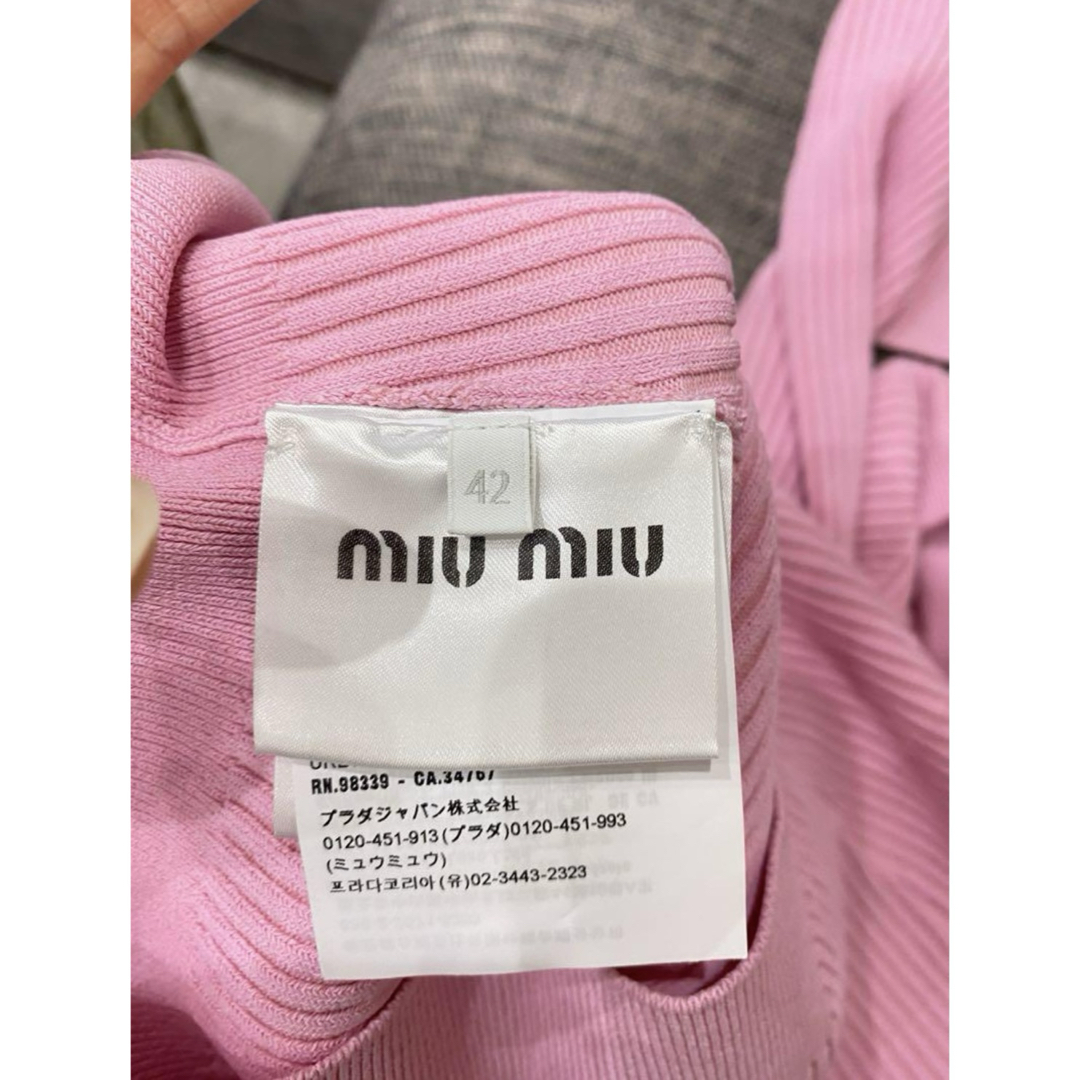 42
miu miu
RN.98339 - CA.34767
プラダジャパン株式会社
0120-451-913(プラダ)0120-451-993
(ミュウミュウ)
프라다코리아(유)02-3443-2323